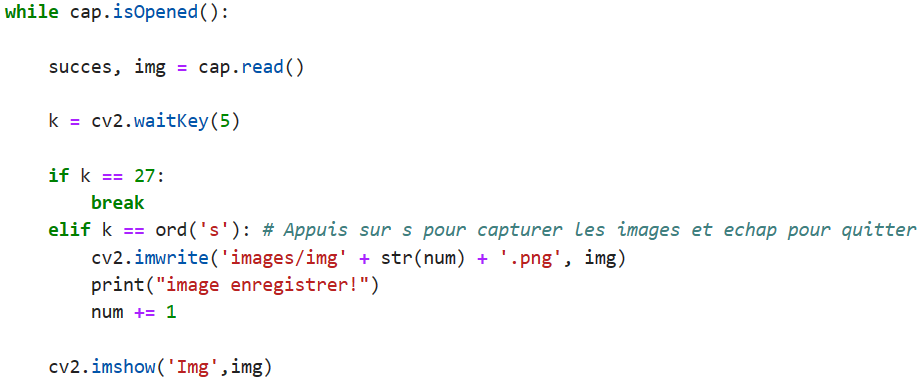 while cap.isOpened():
    succes, img = cap.read()
    k = cv2.waitKey(5)
    if k == 27:
        break
    elif k == ord('s'): # Appuis sur s pour capturer les images et echap pour quitter
        cv2.imwrite('images/img' + str(num) + '.png', img)
        print("image enregistrer!")
        num += 1
    cv2.imshow('Img',img)